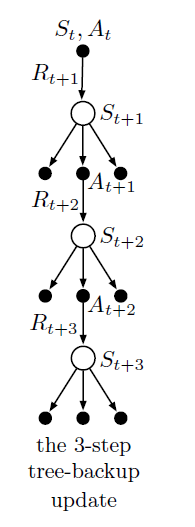 S_t, A_t
R_{t+1}
S_{t+1}
A_{t+1}
R_{t+2}
S_{t+2}
A_{t+2}
R_{t+3}
S_{t+3}
the 3-step
tree-backup
update